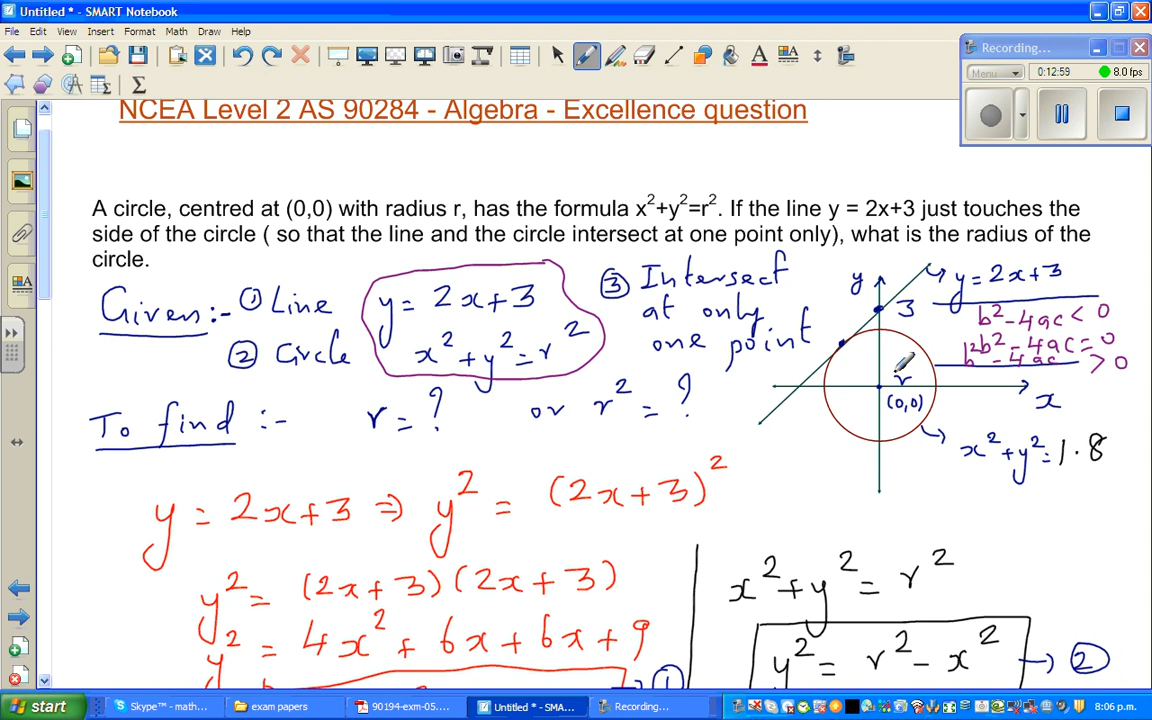 Untitled * - SMART Notebook
File Edit View Insert Format Math Draw Help
Recording...
Menu 0:12:59 8.0 fps
NCEA Level 2 AS 90284 - Algebra - Excellence question
A circle, centred at (0,0) with radius r, has the formula x²+y²=r². If the line y = 2x+3 just touches the
side of the circle ( so that the line and the circle intersect at one point only), what is the radius of the
circle.
Given:- ① Line y = 2x+3
② Circle x²+y²=r²
③ Intersect
at only
one point
To find :- r = ? or r² = ?
y
y=2x+3
3
b²-4ac < 0
b²-4ac = 0
b²-4ac > 0
r
(0,0)
x
x²+y²=1.8
y = 2x+3 ⇒ y² = (2x+3)²
y² = (2x+3)(2x+3)
y² = 4x² + 6x + 6x + 9
①
x²+y² = r²
y² = r² - x² → ②
start
Skype™ - math...
exam papers
90194-exm-05....
Untitled * - SMART...
Recording...
8:06 p.m.